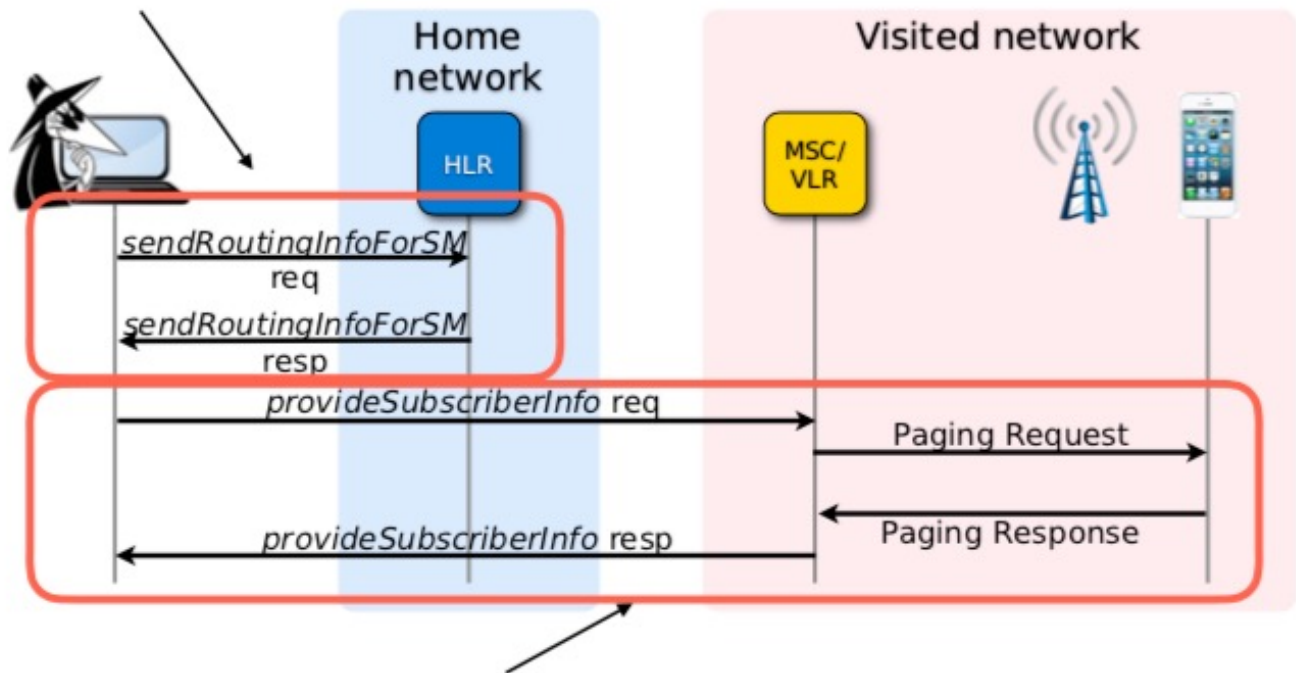 Home
network
Visited network
HLR
MSC/
VLR
sendRoutingInfoForSM
req
sendRoutingInfoForSM
resp
provideSubscriberInfo req
Paging Request
Paging Response
provideSubscriberInfo resp